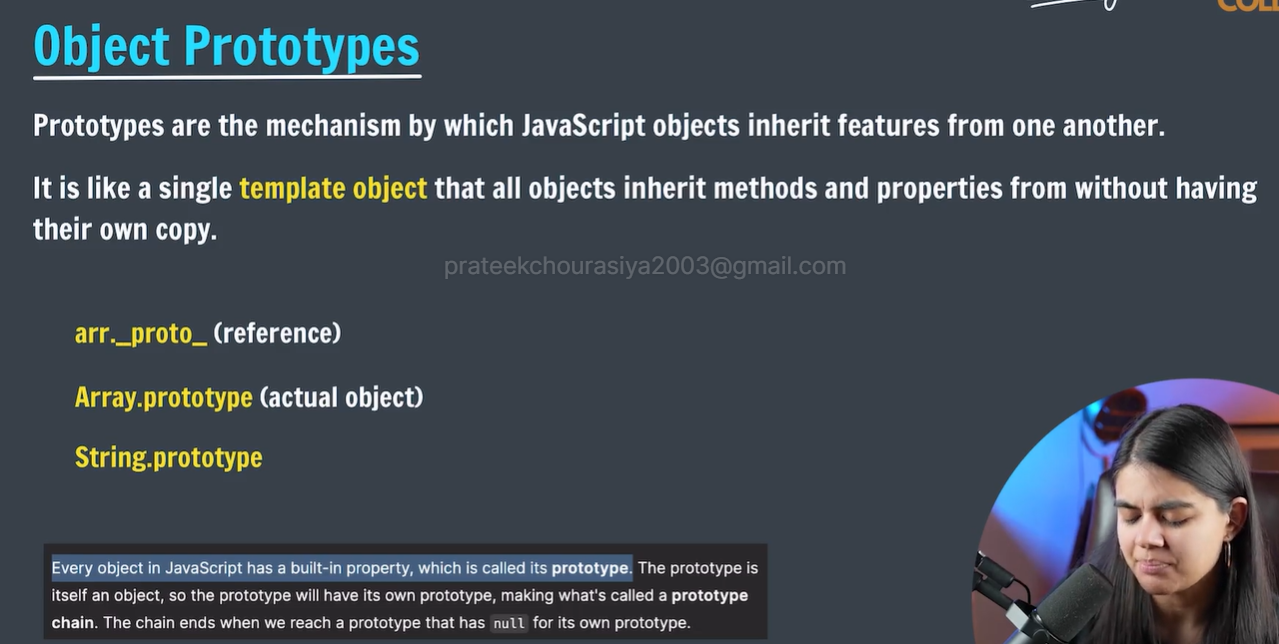 COLL
Object Prototypes
Prototypes are the mechanism by which JavaScript objects inherit features from one another.
It is like a single template object that all objects inherit methods and properties from without having
their own copy.
prateekchourasiya2003@gmail.com
arr._proto_ (reference)
Array.prototype (actual object)
String.prototype
Every object in JavaScript has a built-in property, which is called its prototype. The prototype is
itself an object, so the prototype will have its own prototype, making what's called a prototype
chain. The chain ends when we reach a prototype that has null for its own prototype.